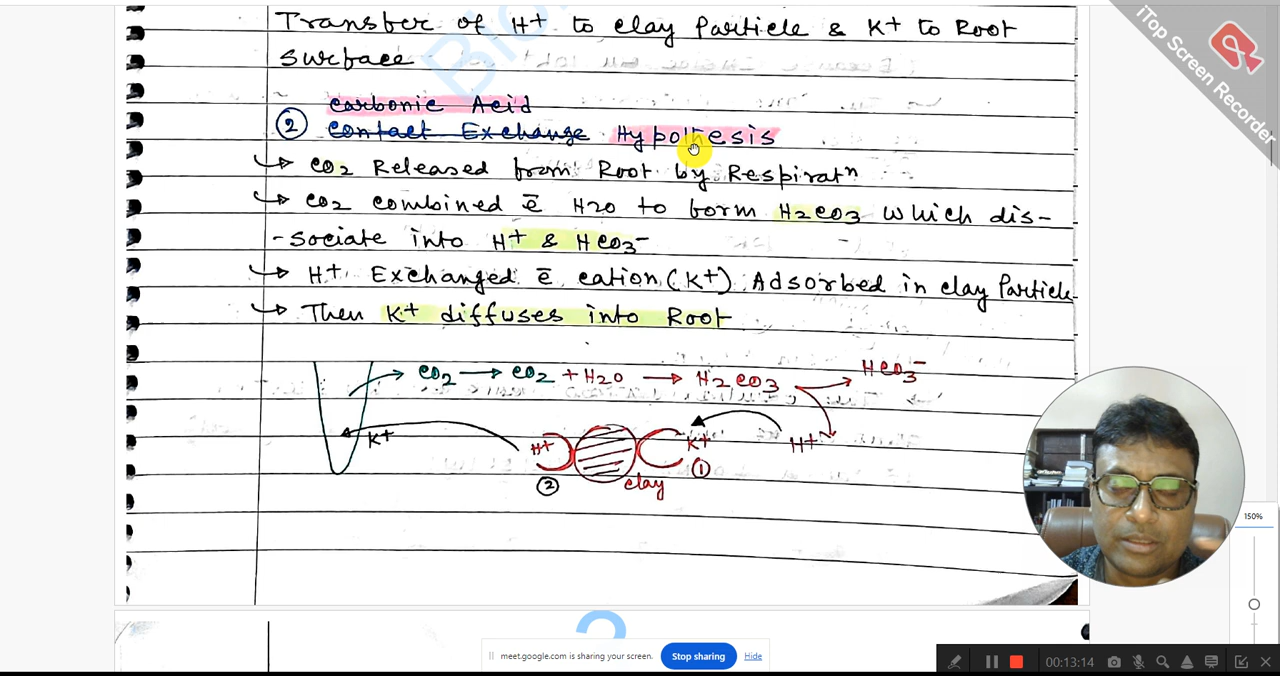 Transfer of H+ to clay Particle & K+ to Root
Surface
carbonic Acid
② contact Exchange Hypothesis
↳ CO2 Released from Root by Respiratn
↳ CO2 combined c̄ H2O to form H2CO3 which dis-
-sociate into H+ & HCO3-
↳ H+ Exchanged c̄ cation (K+) Adsorbed in clay Particle
↳ Then K+ diffuses into Root
CO2 → CO2 + H2O → H2CO3 → HCO3-
K+ H+ K+ H+
② clay ①
iTop Screen Recorder
150%
meet.google.com is sharing your screen. Stop sharing Hide
00:13:14